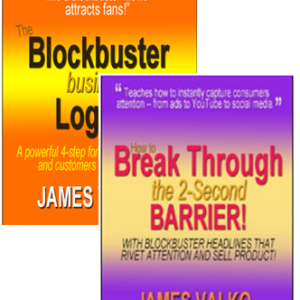 attracts fans!”
The
Blockbuster
busi
Log
A powerful 4-step for
and customers
JAMES
“ Teaches how to instantly capture consumers
attention – from ads to YouTube to social media ”
How to
Break Through
the 2-Second
BARRIER!
WITH BLOCKBUSTER HEADLINES THAT
RIVET ATTENTION AND SELL PRODUCT!
JAMES VALKO